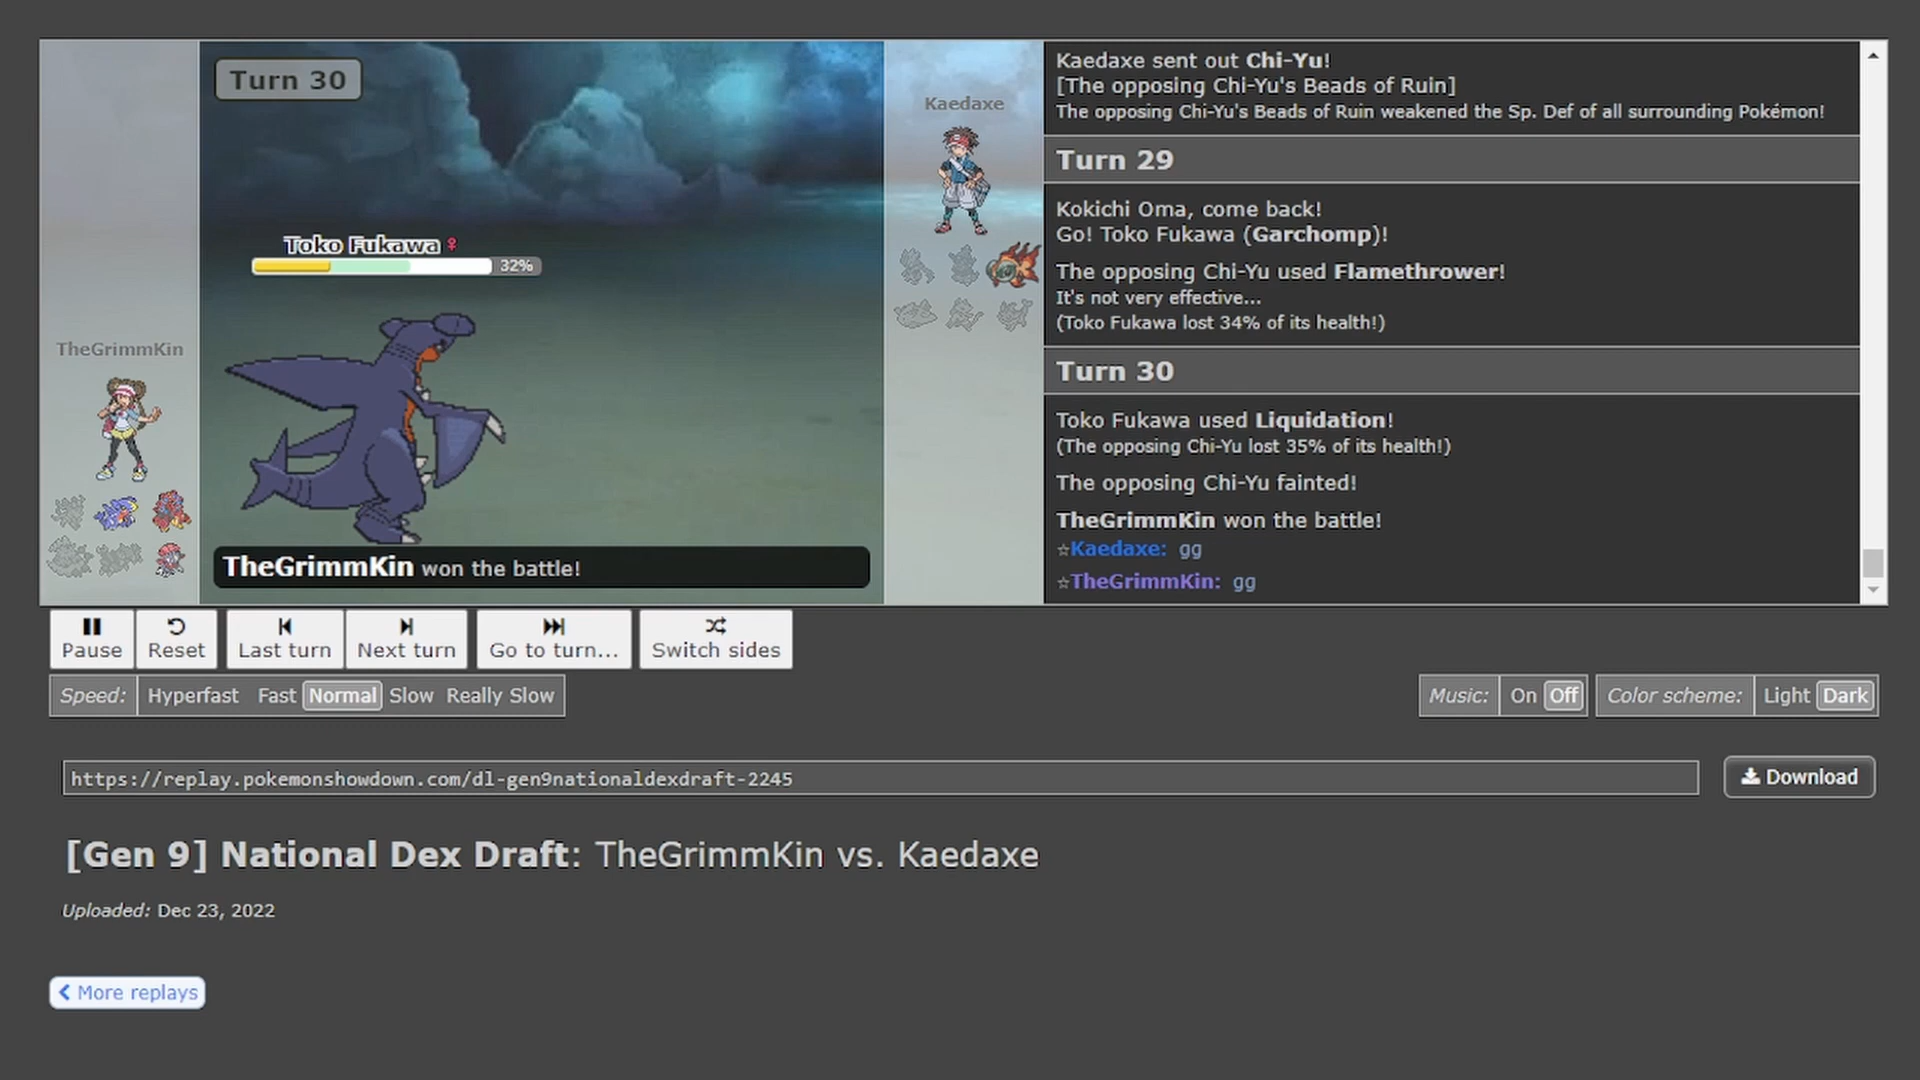 Turn 30
Toko Fukawa ♀
32%
TheGrimmKin
TheGrimmKin won the battle!
Kaedaxe
Kaedaxe sent out Chi-Yu!
[The opposing Chi-Yu's Beads of Ruin]
The opposing Chi-Yu's Beads of Ruin weakened the Sp. Def of all surrounding Pokémon!
Turn 29
Kokichi Oma, come back!
Go! Toko Fukawa (Garchomp)!
The opposing Chi-Yu used Flamethrower!
It's not very effective...
(Toko Fukawa lost 34% of its health!)
Turn 30
Toko Fukawa used Liquidation!
(The opposing Chi-Yu lost 35% of its health!)
The opposing Chi-Yu fainted!
TheGrimmKin won the battle!
☆Kaedaxe: gg
☆TheGrimmKin: gg
Pause Reset Last turn Next turn Go to turn... Switch sides
Speed: Hyperfast Fast Normal Slow Really Slow
Music: On Off Color scheme: Light Dark
https://replay.pokemonshowdown.com/dl-gen9nationaldexdraft-2245
Download
[Gen 9] National Dex Draft: TheGrimmKin vs. Kaedaxe
Uploaded: Dec 23, 2022
More replays